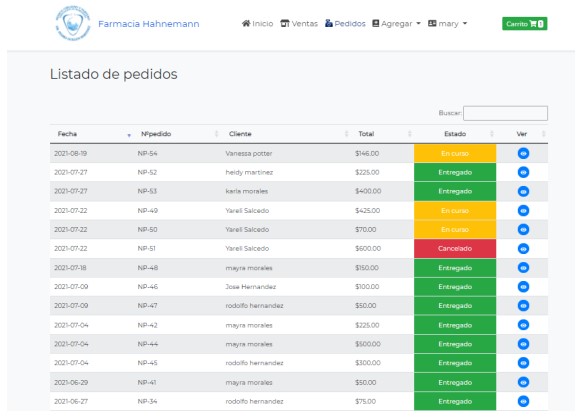 Farmacia Hahnemann Inicio Ventas Pedidos Agregar mary Carrito
Listado de pedidos
Buscar:
Fecha NºPedido Cliente Total Estado Ver
2021-08-19 NP-54 Vanessa pottar $146.00 En curso
2021-07-27 NP-52 heidy martinez $225.00 Entregado
2021-07-27 NP-53 karla morales $400.00 Entregado
2021-07-22 NP-49 Yareli Salcedo $425.00 En curso
2021-07-22 NP-50 Yareli Salcedo $70.00 En curso
2021-07-22 NP-51 Yareli Salcedo $600.00 Cancelado
2021-07-18 NP-48 mayra morales $150.00 Entregado
2021-07-09 NP-46 Jose Hernandez $100.00 Entregado
2021-07-09 NP-47 rodolfo hernandez $50.00 Entregado
2021-07-04 NP-42 mayra morales $225.00 Entregado
2021-07-04 NP-44 mayra morales $500.00 Entregado
2021-07-04 NP-45 rodolfo hernandez $300.00 Entregado
2021-06-29 NP-41 mayra morales $50.00 Entregado
2021-06-27 NP-34 rodolfo hernandez $75.00 Entregado